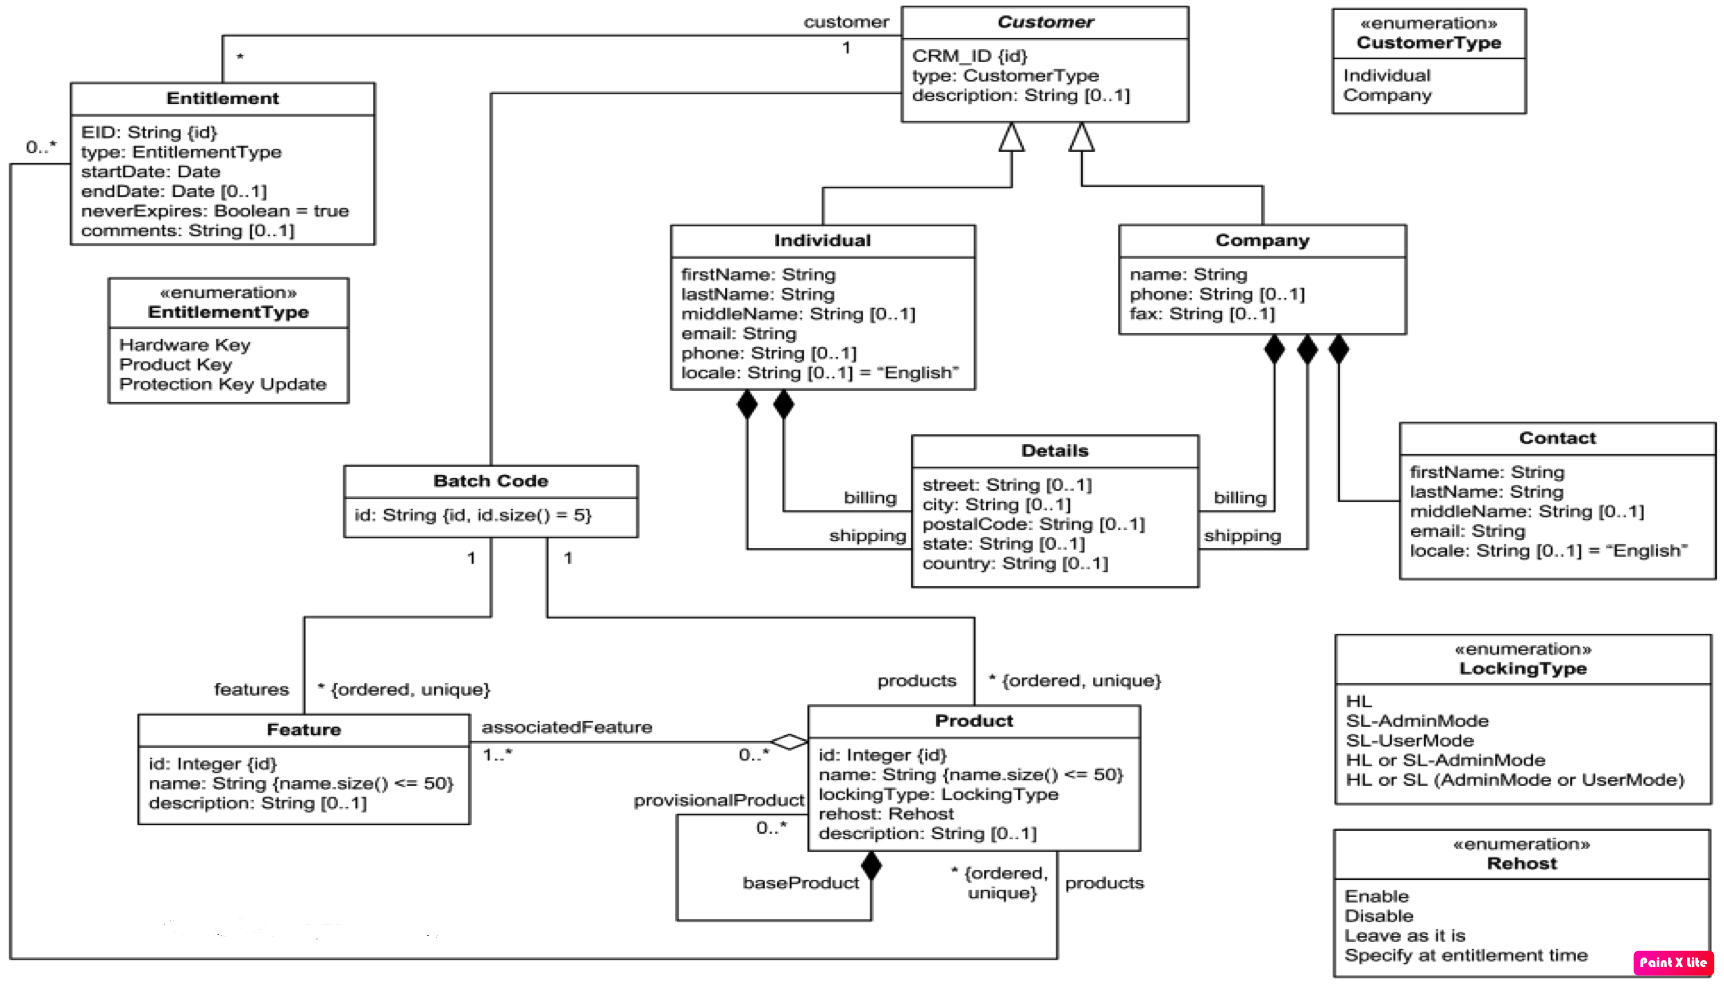 customer
1
*
Customer
CRM_ID {id}
type: CustomerType
description: String [0..1]
«enumeration»
CustomerType
Individual
Company
Entitlement
EID: String {id}
type: EntitlementType
startDate: Date
endDate: Date [0..1]
neverExpires: Boolean = true
comments: String [0..1]
0..*
«enumeration»
EntitlementType
Hardware Key
Product Key
Protection Key Update
Individual
firstName: String
lastName: String
middleName: String [0..1]
email: String
phone: String [0..1]
locale: String [0..1] = “English”
Company
name: String
phone: String [0..1]
fax: String [0..1]
Details
street: String [0..1]
city: String [0..1]
postalCode: String [0..1]
state: String [0..1]
country: String [0..1]
billing
shipping
billing
shipping
Contact
firstName: String
lastName: String
middleName: String [0..1]
email: String
locale: String [0..1] = “English”
Batch Code
id: String {id, id.size() = 5}
1
1
features
* {ordered, unique}
products
* {ordered, unique}
Feature
id: Integer {id}
name: String {name.size() <= 50}
description: String [0..1]
associatedFeature
1..*
0..*
Product
id: Integer {id}
name: String {name.size() <= 50}
lockingType: LockingType
rehost: Rehost
description: String [0..1]
provisionalProduct
0..*
baseProduct
* {ordered,
unique}
products
«enumeration»
LockingType
HL
SL-AdminMode
SL-UserMode
HL or SL-AdminMode
HL or SL (AdminMode or UserMode)
«enumeration»
Rehost
Enable
Disable
Leave as it is
Specify at entitlement time
Paint X Lite